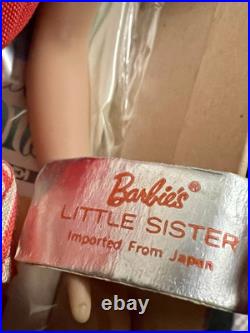 Barbie's®
LITTLE SISTER
Imported From Japan